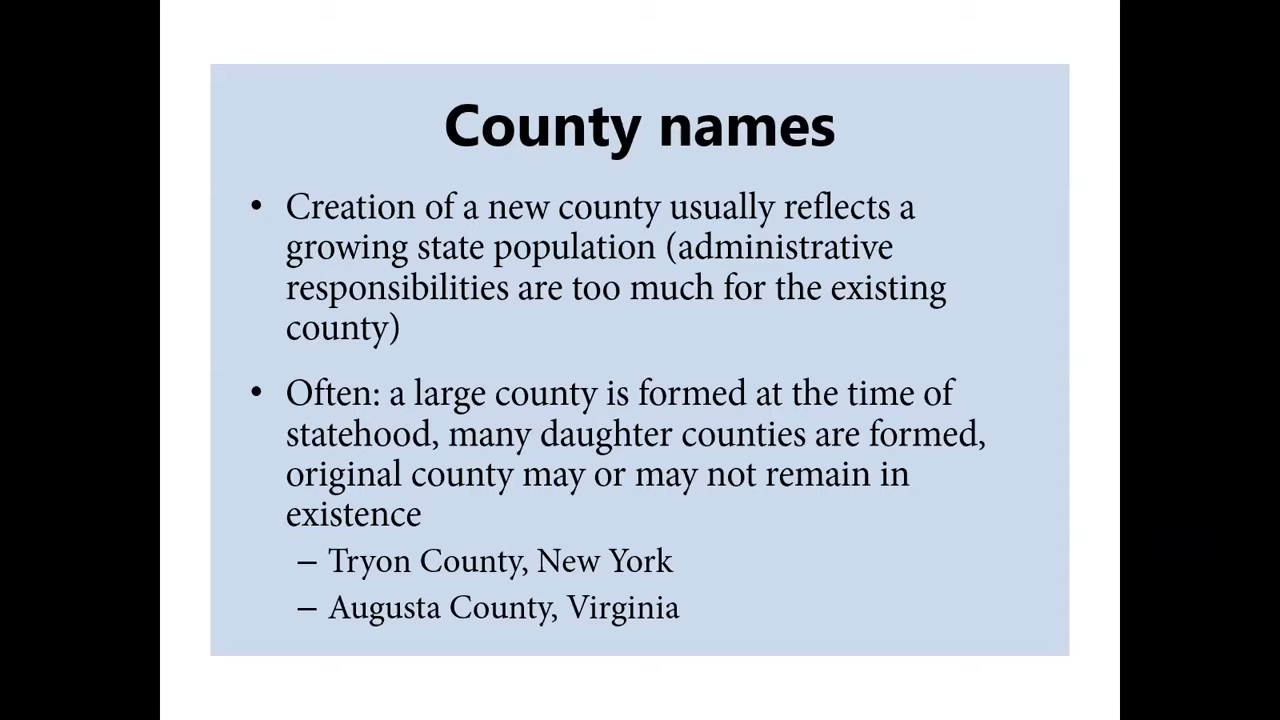 County names
• Creation of a new county usually reflects a
growing state population (administrative
responsibilities are too much for the existing
county)
• Often: a large county is formed at the time of
statehood, many daughter counties are formed,
original county may or may not remain in
existence
– Tryon County, New York
– Augusta County, Virginia